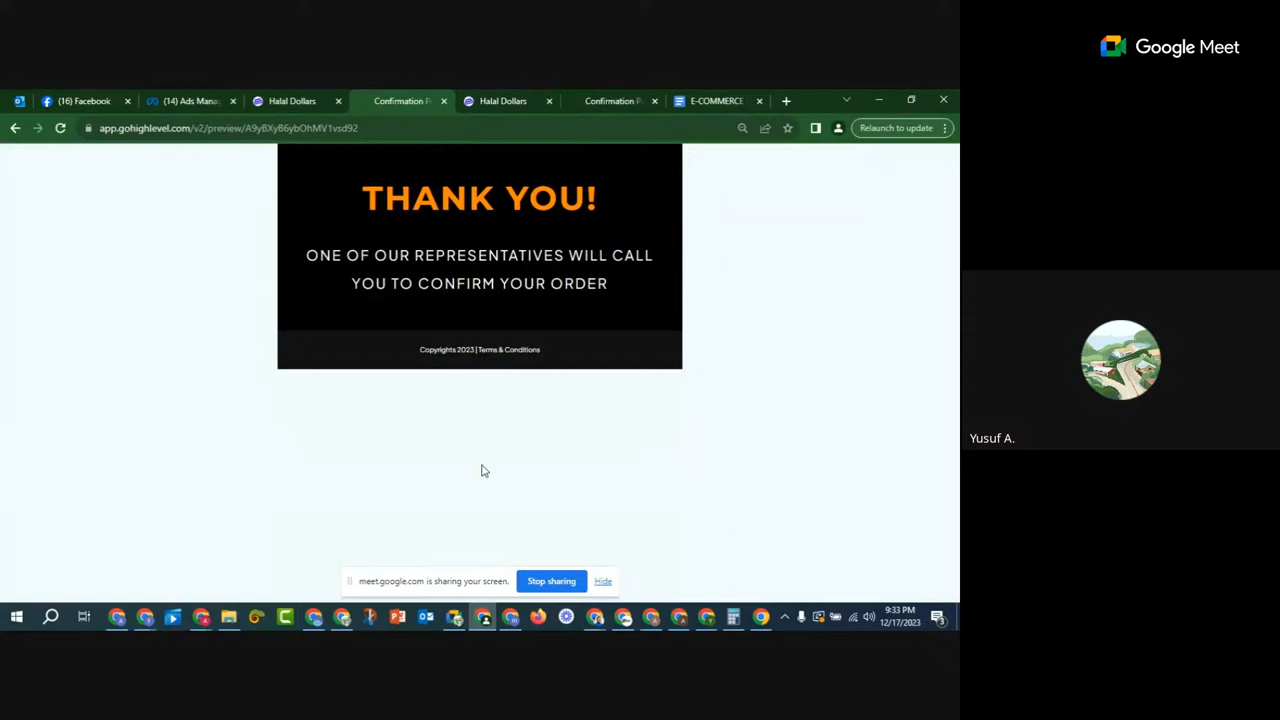 Google Meet
(16) Facebook
(14) Ads Mana
Halal Dollars
Confirmation P
Halal Dollars
Confirmation P
E-COMMERCE
app.gohighlevel.com/v2/preview/A9yBXyB6ybOhMV1vsd92
Relaunch to update
THANK YOU!
ONE OF OUR REPRESENTATIVES WILL CALL
YOU TO CONFIRM YOUR ORDER
Copyrights 2023 | Terms & Conditions
Yusuf A.
meet.google.com is sharing your screen.
Stop sharing
Hide
9:33 PM
12/17/2023
3